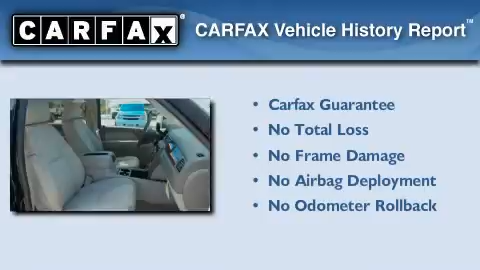 CARFAX® CARFAX Vehicle History Report™
• Carfax Guarantee
• No Total Loss
• No Frame Damage
• No Airbag Deployment
• No Odometer Rollback